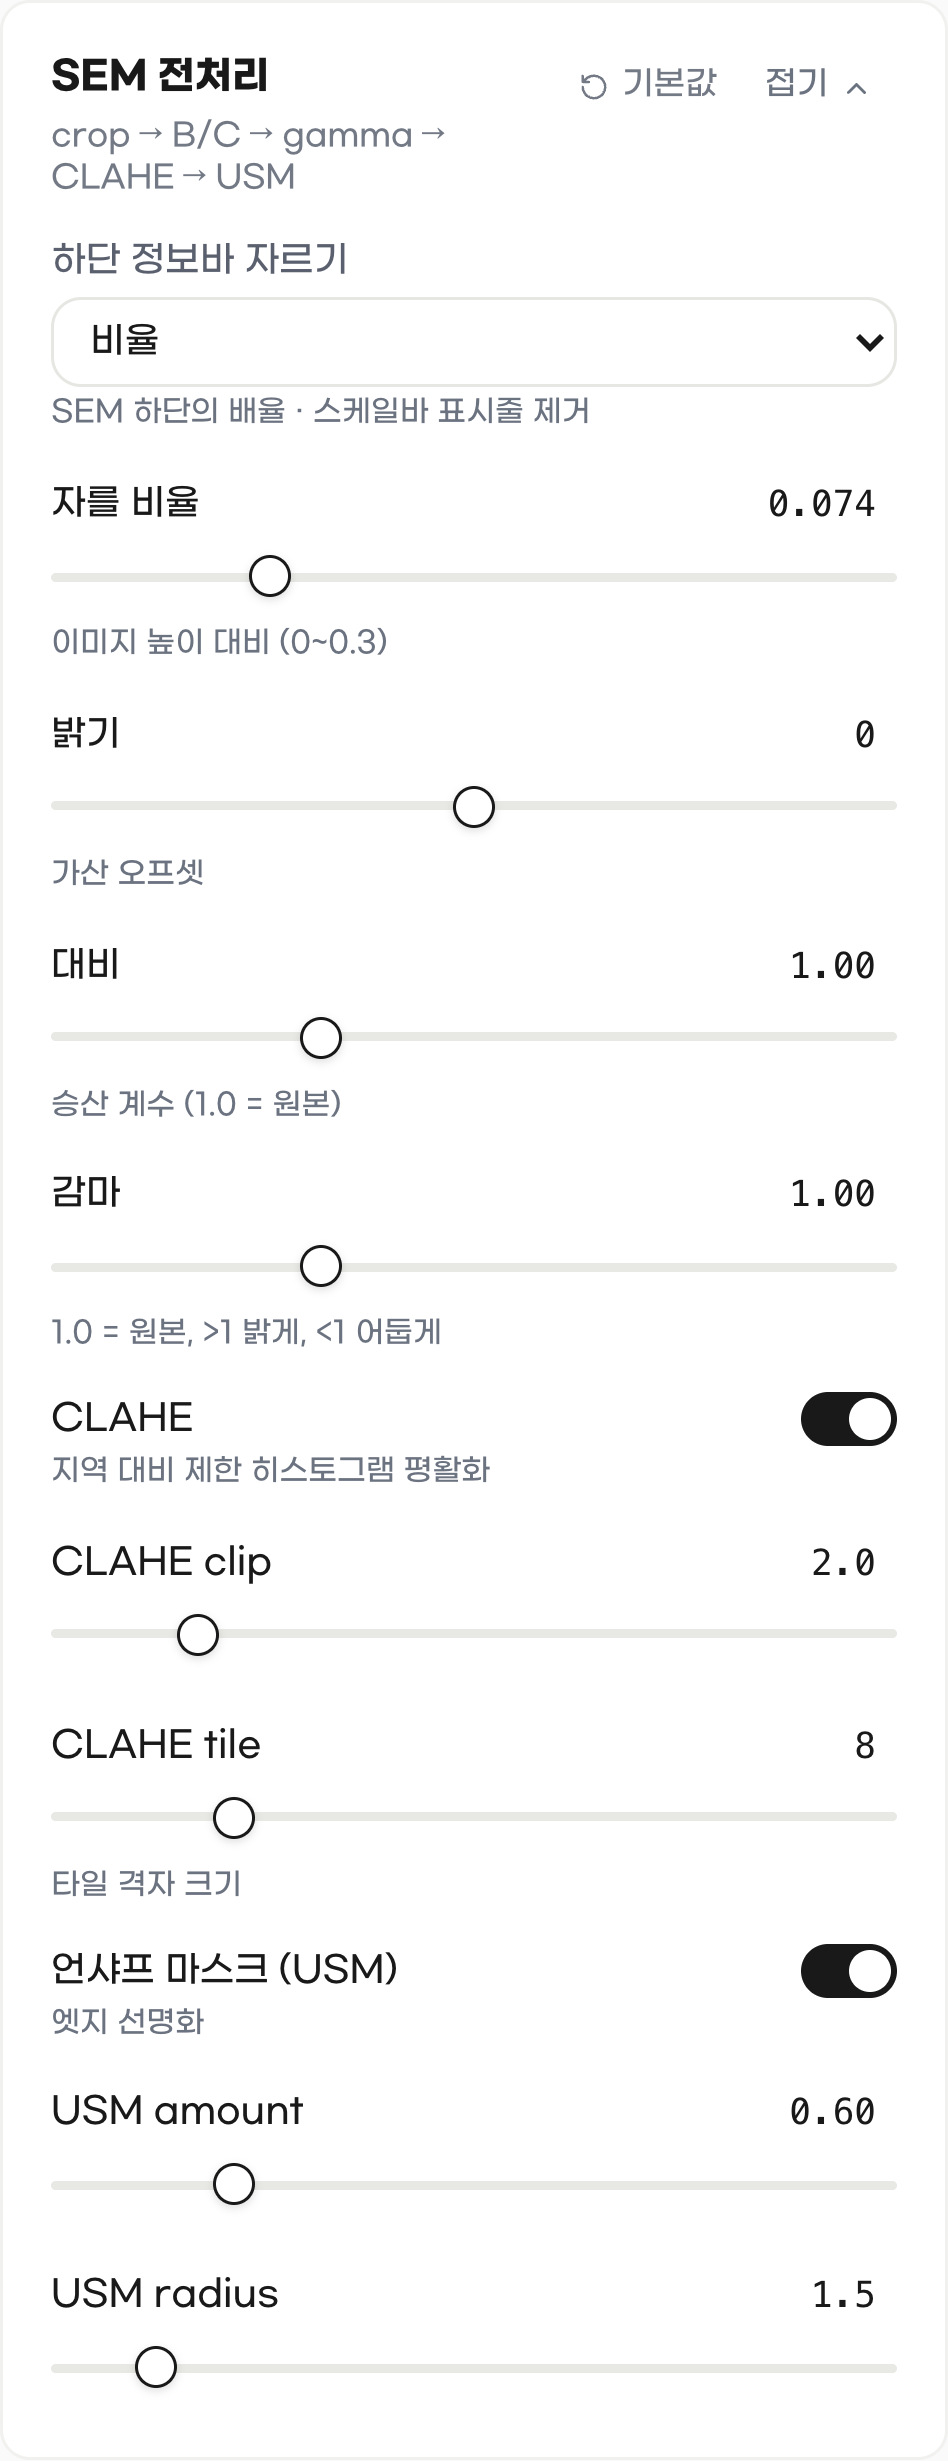 SEM 전처리
기본값 접기
crop → B/C → gamma →
CLAHE → USM
하단 정보바 자르기
비율
SEM 하단의 배율 · 스케일바 표시줄 제거
자를 비율 0.074
이미지 높이 대비 (0~0.3)
밝기 0
가산 오프셋
대비 1.00
승산 계수 (1.0 = 원본)
감마 1.00
1.0 = 원본, >1 밝게, <1 어둡게
CLAHE
지역 대비 제한 히스토그램 평활화
CLAHE clip 2.0
CLAHE tile 8
타일 격자 크기
언샤프 마스크 (USM)
엣지 선명화
USM amount 0.60
USM radius 1.5